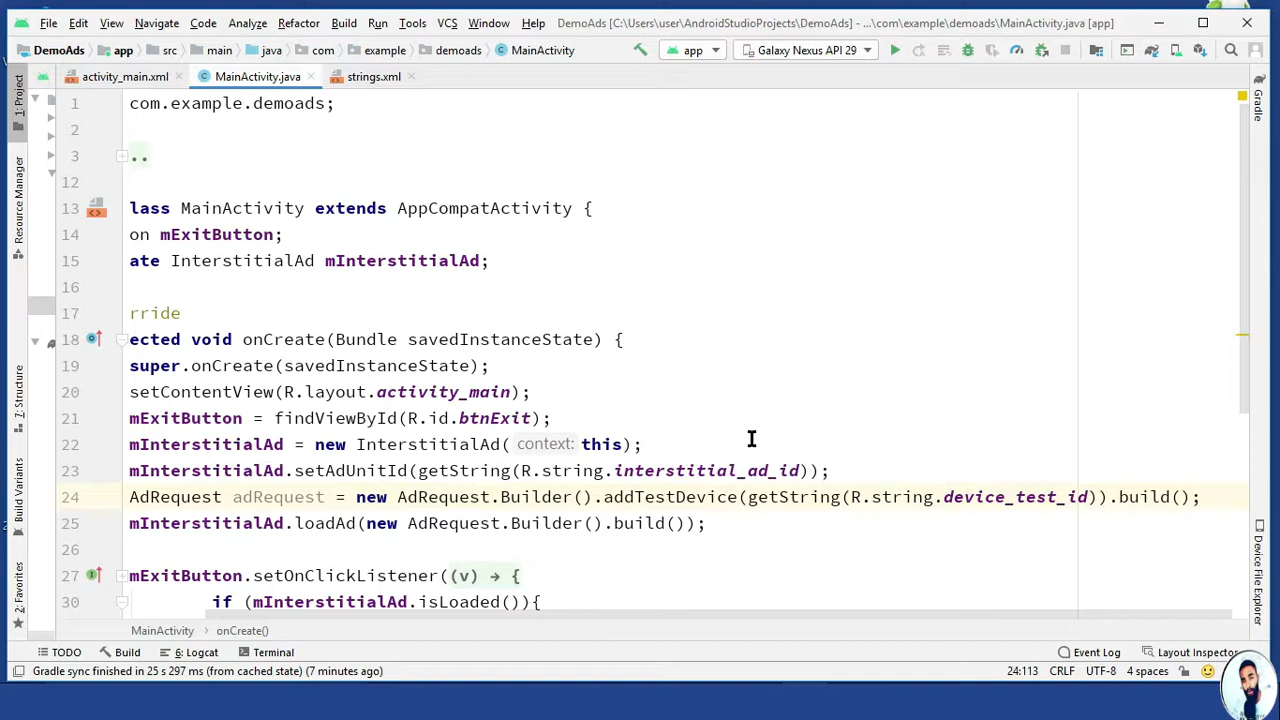 File Edit View Navigate Code Analyze Refactor Build Run Tools VCS Window Help DemoAds [C:\Users\user\AndroidStudioProjects\DemoAds] - ...\com\example\demoads\MainActivity.java [app]
DemoAds app src main java com example demoads MainActivity app Galaxy Nexus API 29
activity_main.xml MainActivity.java strings.xml
1: Project
Resource Manager
7: Structure
Build Variants
2: Favorites
1 com.example.demoads;
2
3 ..
12
13 lass MainActivity extends AppCompatActivity {
14 on mExitButton;
15 ate InterstitialAd mInterstitialAd;
16
17 rride
18 ected void onCreate(Bundle savedInstanceState) {
19 super.onCreate(savedInstanceState);
20 setContentView(R.layout.activity_main);
21 mExitButton = findViewById(R.id.btnExit);
22 mInterstitialAd = new InterstitialAd( context: this);
23 mInterstitialAd.setAdUnitId(getString(R.string.interstitial_ad_id));
24 AdRequest adRequest = new AdRequest.Builder().addTestDevice(getString(R.string.device_test_id)).build();
25 mInterstitialAd.loadAd(new AdRequest.Builder().build());
26
27 mExitButton.setOnClickListener((v) → {
30 if (mInterstitialAd.isLoaded()){
Gradle
Device File Explorer
MainActivity › onCreate()
TODO Build 6: Logcat Terminal Event Log Layout Inspector
Gradle sync finished in 25 s 297 ms (from cached state) (7 minutes ago) 24:113 CRLF UTF-8 4 spaces